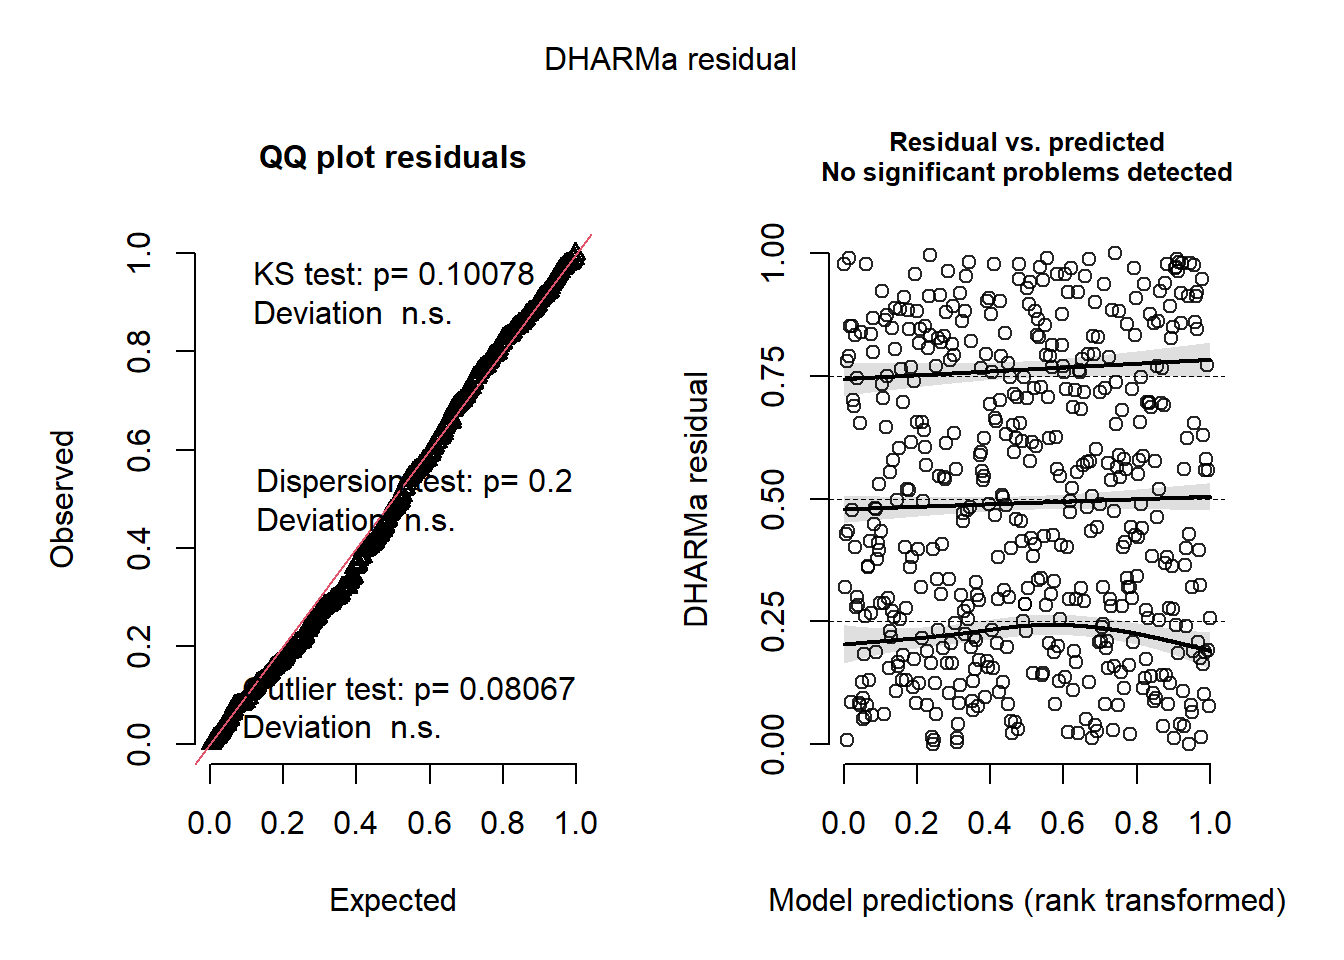 DHARMa residual
QQ plot residuals
KS test: p= 0.10078
Deviation  n.s.
Dispersion test: p= 0.2
Deviation  n.s.
Outlier test: p= 0.08067
Deviation  n.s.
Observed
0.0
0.2
0.4
0.6
0.8
1.0
0.0 0.2 0.4 0.6 0.8 1.0
Expected
Residual vs. predicted
No significant problems detected
DHARMa residual
0.00
0.25
0.50
0.75
1.00
0.0 0.2 0.4 0.6 0.8 1.0
Model predictions (rank transformed)